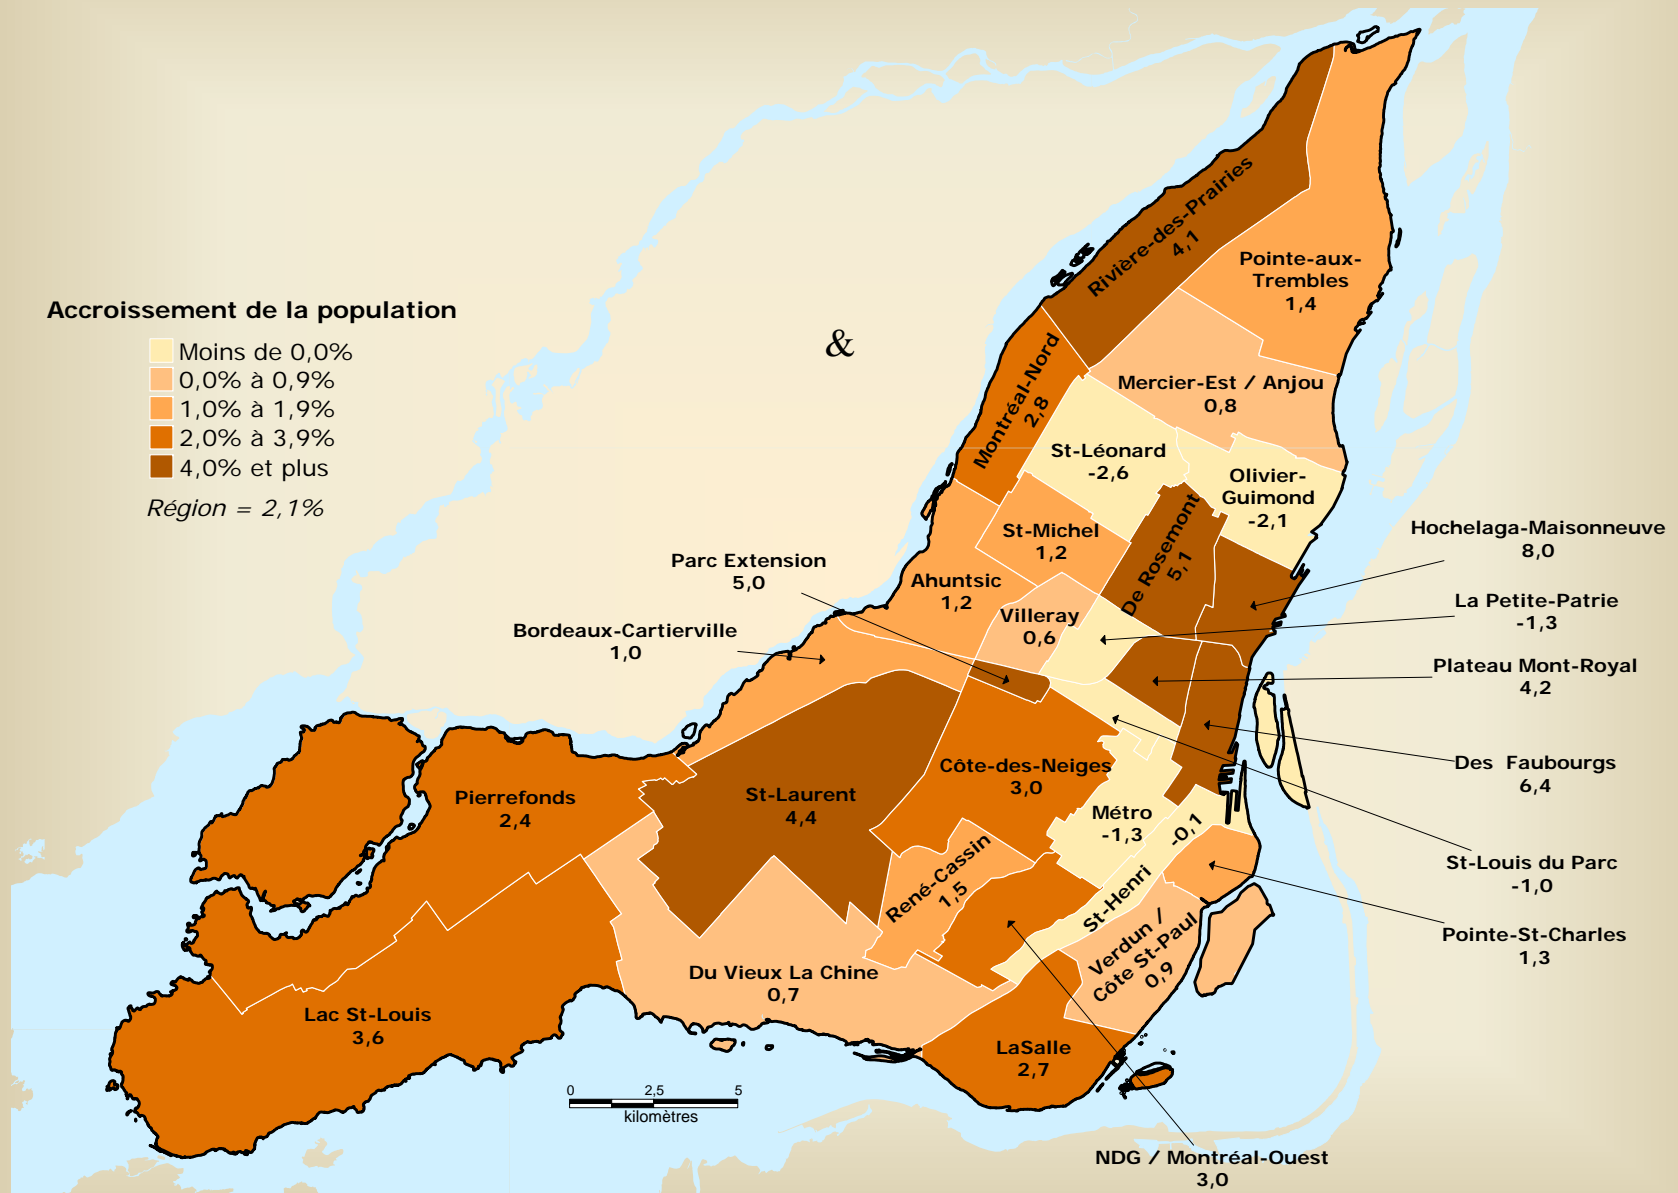 Accroissement de la population
Moins de 0,0%
0,0% à 0,9%
1,0% à 1,9%
2,0% à 3,9%
4,0% et plus
Région = 2,1%
&
Rivière-des-Prairies
4,1
Pointe-aux-
Trembles
1,4
Montréal-Nord
2,8
Mercier-Est / Anjou
0,8
St-Léonard
-2,6
Olivier-
Guimond
-2,1
De Rosemont
5,1
St-Michel
1,2
Hochelaga-Maisonneuve
8,0
Parc Extension
5,0
Ahuntsic
1,2
Villeray
0,6
La Petite-Patrie
-1,3
Bordeaux-Cartierville
1,0
Plateau Mont-Royal
4,2
Des Faubourgs
6,4
Côte-des-Neiges
3,0
St-Laurent
4,4
Pierrefonds
2,4
Métro
-1,3
St-Henri
-0,1
St-Louis du Parc
-1,0
René-Cassin
1,5
Pointe-St-Charles
1,3
Verdun /
Côte St-Paul
0,9
Du Vieux La Chine
0,7
Lac St-Louis
3,6
LaSalle
2,7
0 2,5 5
kilomètres
NDG / Montréal-Ouest
3,0